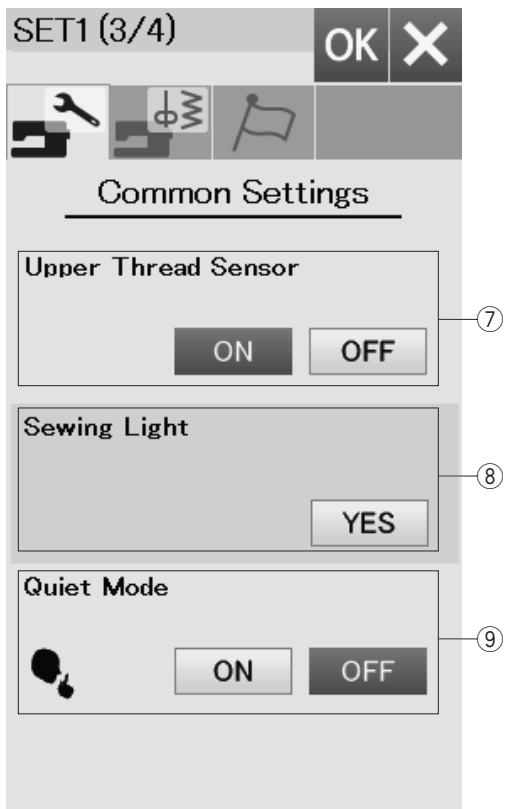 SET1 (3/4)
OK
Common Settings
Upper Thread Sensor
ON OFF
⑦
Sewing Light
YES
⑧
Quiet Mode
ON OFF
⑨